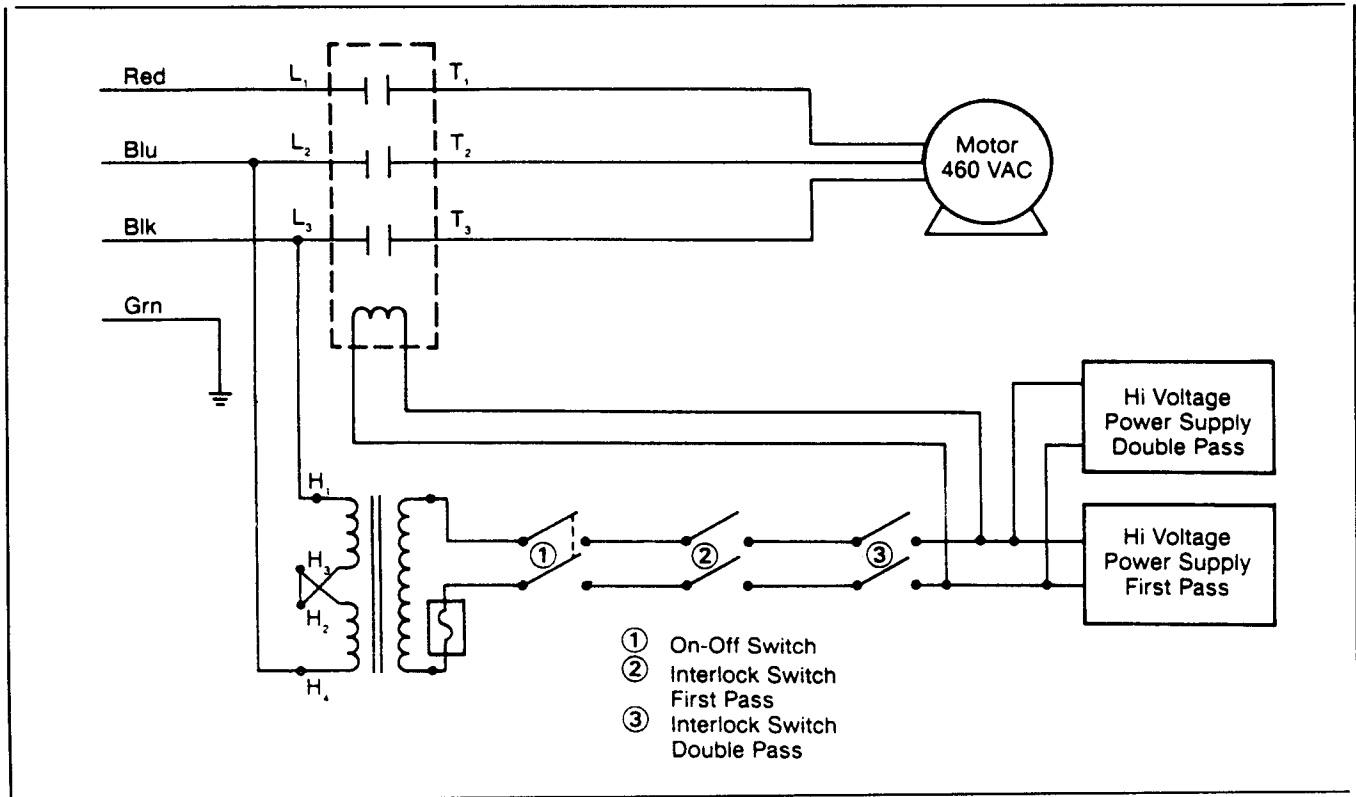 Red
L₁
T₁
Blu
L₂
T₂
Blk
L₃
T₃
Grn
Motor
460 VAC
Hi Voltage
Power Supply
Double Pass
H₁
H₃
H₂
H₄
①
②
③
Hi Voltage
Power Supply
First Pass
① On-Off Switch
② Interlock Switch
First Pass
③ Interlock Switch
Double Pass